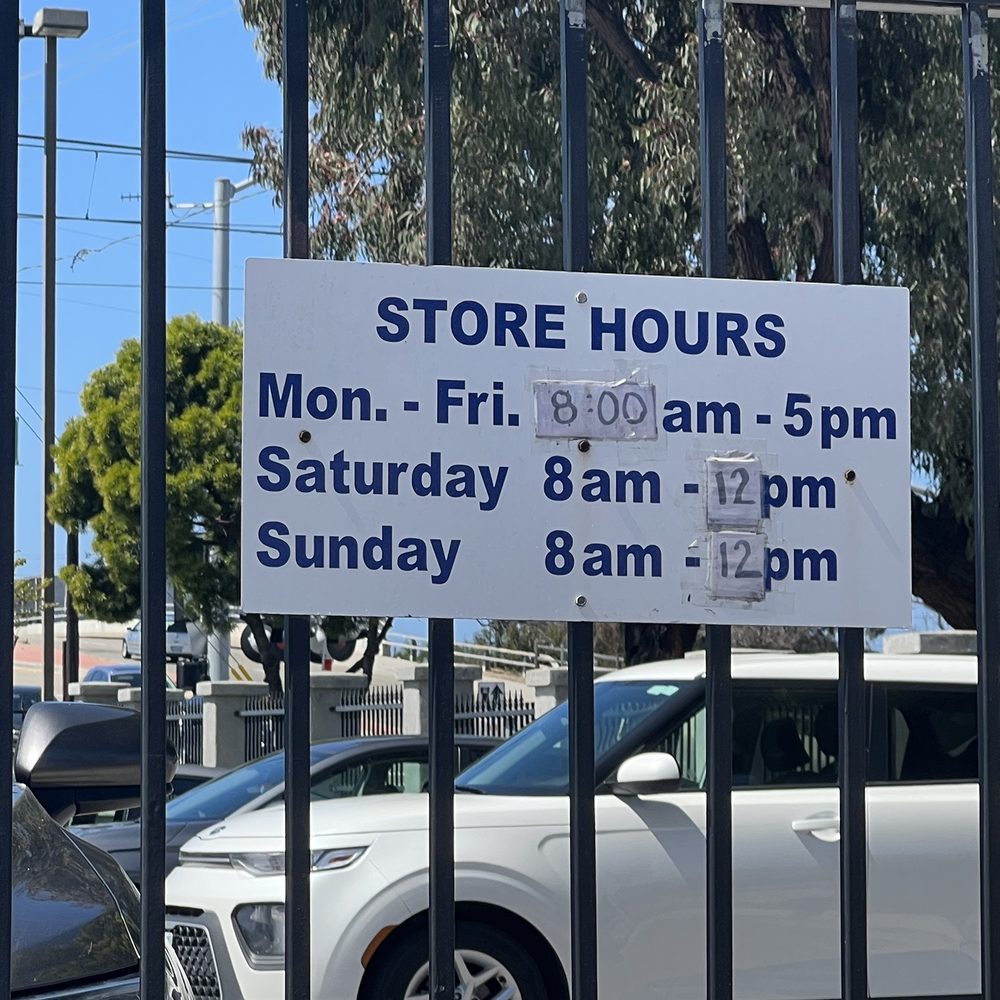 STORE HOURS
Mon. - Fri. 8:00 am - 5pm
Saturday 8am - 12pm
Sunday 8am - 12pm